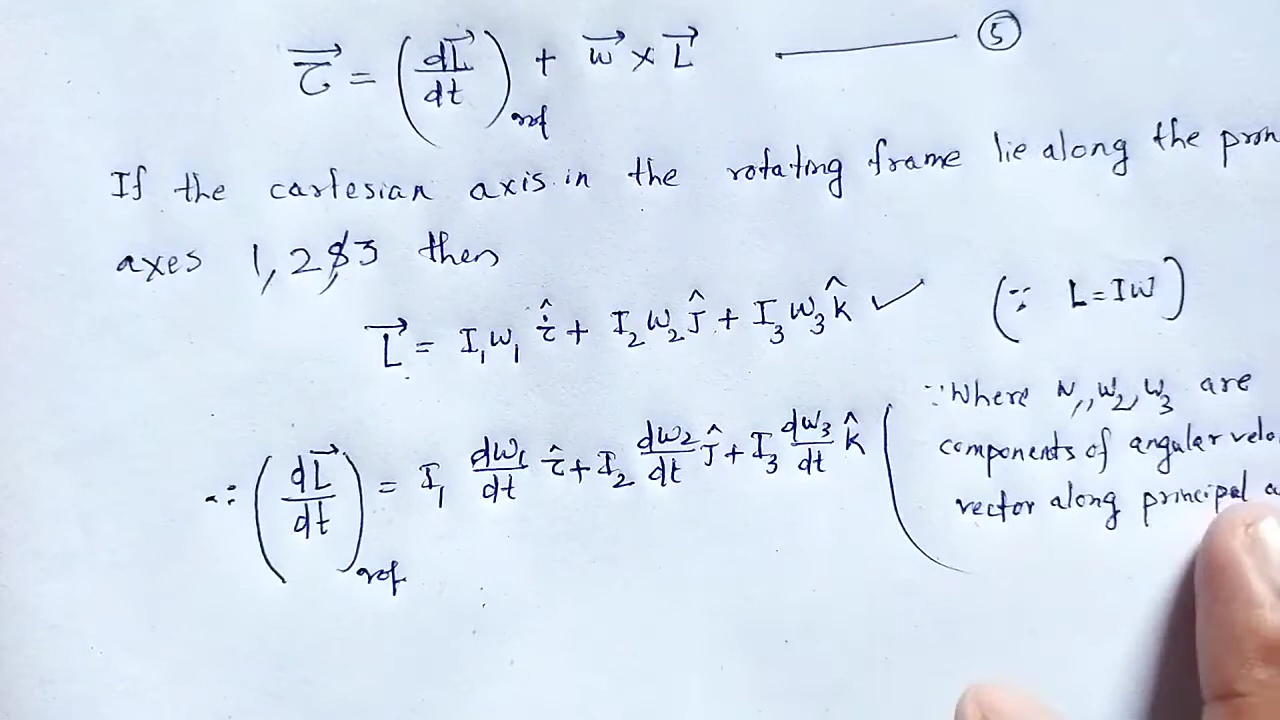 τ⃗ = (dL⃗/dt)rof + w⃗ × L⃗ ——— ⑤
If the cartesian axis in the rotating frame lie along the
axes 1, 2 & 3 then
L⃗ = I₁w₁ î + I₂w₂ ĵ + I₃w₃ k̂ ✓ (∵ L = Iw)
∵ Where w₁, w₂, w₃ are
∴ (dL⃗/dt)rof = I₁ dw₁/dt î + I₂ dw₂/dt ĵ + I₃ dw₃/dt k̂
components of angular
vector along principal